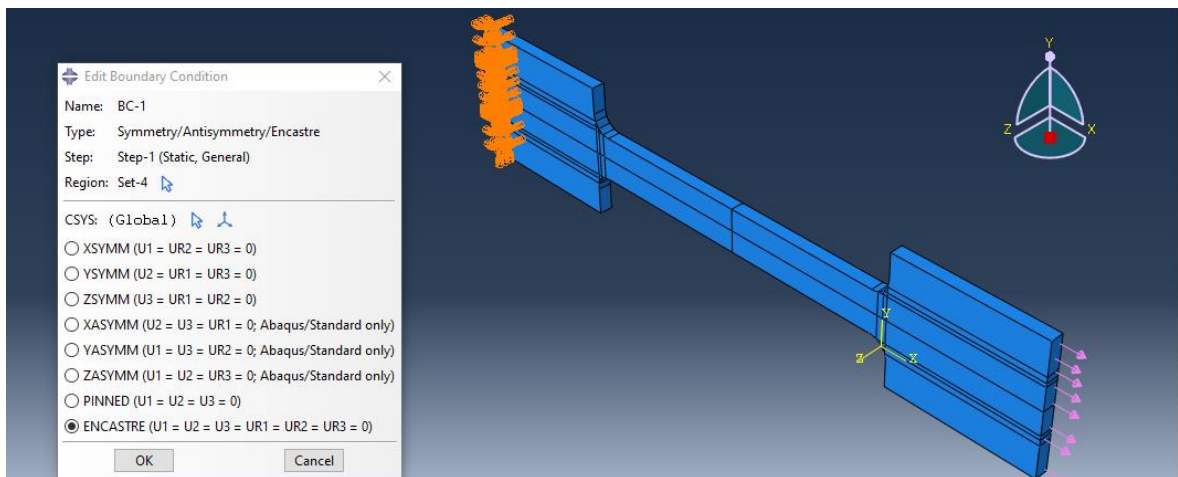 Edit Boundary Condition
Name: BC-1
Type: Symmetry/Antisymmetry/Encastre
Step: Step-1 (Static, General)
Region: Set-4
CSYS: (Global)
XSYMM (U1 = UR2 = UR3 = 0)
YSYMM (U2 = UR1 = UR3 = 0)
ZSYMM (U3 = UR1 = UR2 = 0)
XASYMM (U2 = U3 = UR1 = 0; Abaqus/Standard only)
YASYMM (U1 = U3 = UR2 = 0; Abaqus/Standard only)
ZASYMM (U1 = U2 = UR3 = 0; Abaqus/Standard only)
PINNED (U1 = U2 = U3 = 0)
ENCASTRE (U1 = U2 = U3 = UR1 = UR2 = UR3 = 0)
OK Cancel
Y
Z X
Y
Z X